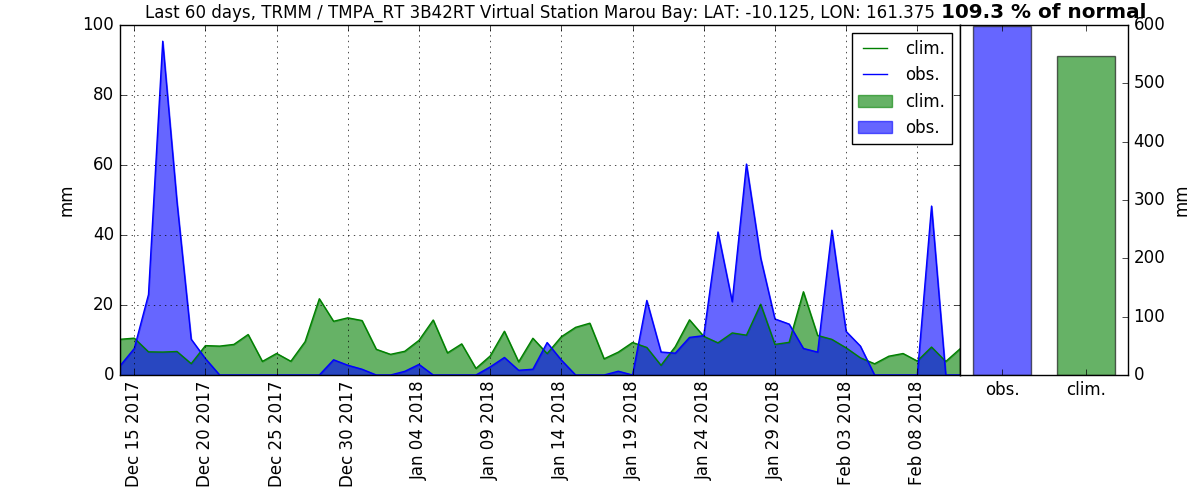 Last 60 days, TRMM / TMPA_RT 3B42RT Virtual Station Marou Bay: LAT: -10.125, LON: 161.375 109.3 % of normal
100
80
60
40
20
0
mm
clim.
obs.
clim.
obs.
600
500
400
300
200
100
0
mm
obs. clim.
Dec 15 2017
Dec 20 2017
Dec 25 2017
Dec 30 2017
Jan 04 2018
Jan 09 2018
Jan 14 2018
Jan 19 2018
Jan 24 2018
Jan 29 2018
Feb 03 2018
Feb 08 2018